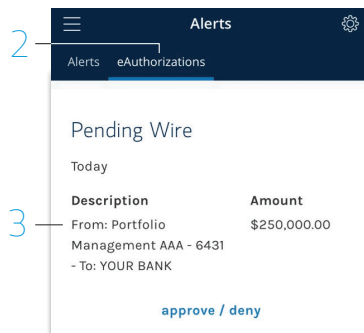 Alerts
2
Alerts eAuthorizations
Pending Wire
Today
Description Amount
3 From: Portfolio $250,000.00
Management AAA - 6431
- To: YOUR BANK
approve / deny